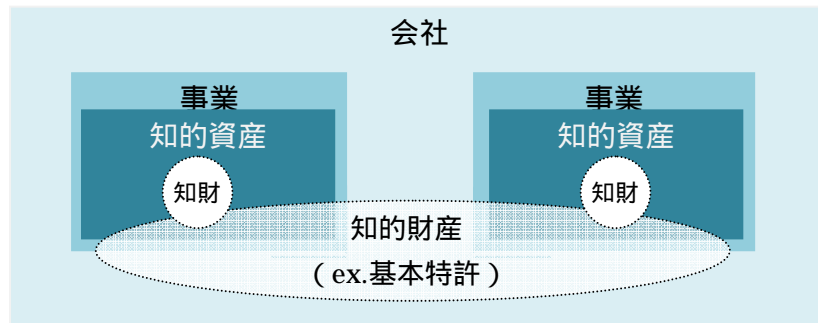 会社
事業
知的資産
知財
事業
知的資産
知財
知的財産
（ex.基本特許）